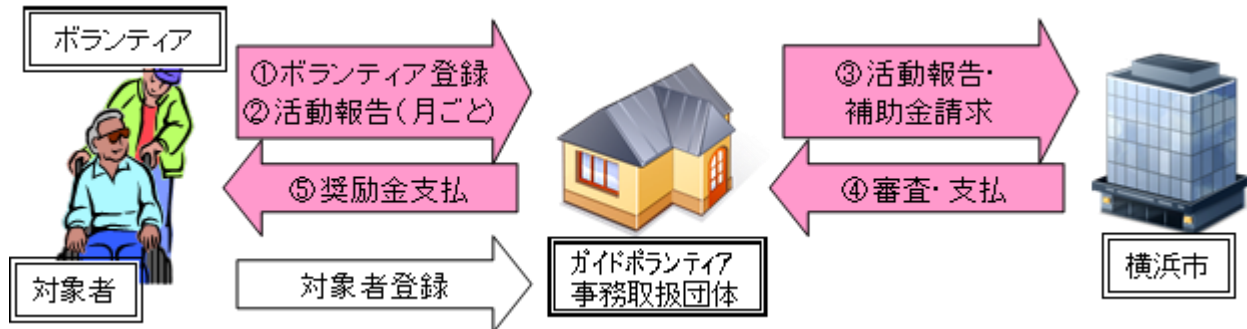 ボランティア
①ボランティア登録
②活動報告(月ごと)
⑤奨励金支払
対象者
対象者登録
ガイドボランティア
事務取扱団体
③活動報告・
補助金請求
④審査・支払
横浜市